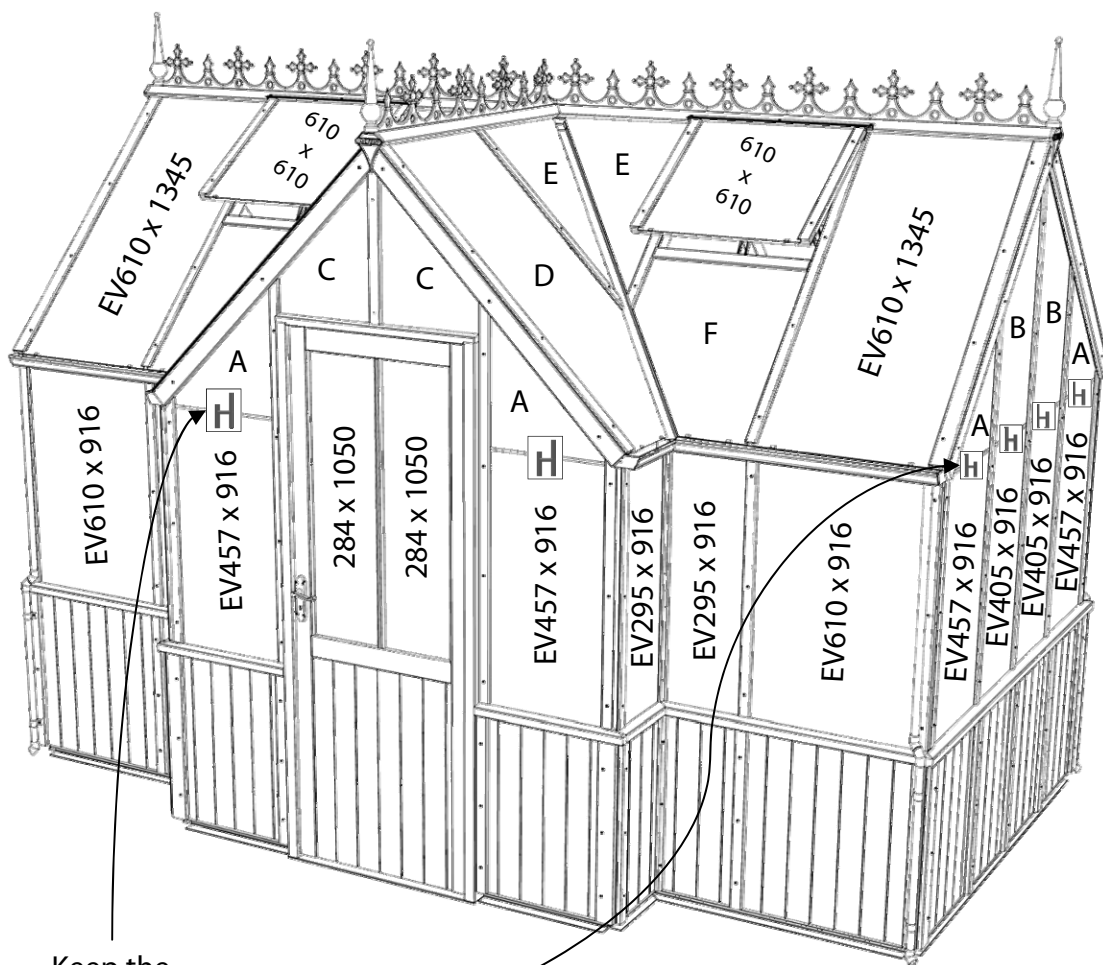 610
x
610
610
x
610
EV610 x 1345
E
E
C
C
D
F
EV610 x 1345
A
A
B
B
A
A
H
H
H
H
H
H
EV610 x 916
EV457 x 916
284 x 1050
284 x 1050
EV457 x 916
EV295 x 916
EV295 x 916
EV610 x 916
EV457 x 916
EV405 x 916
EV405 x 916
EV457 x 916
Keep the